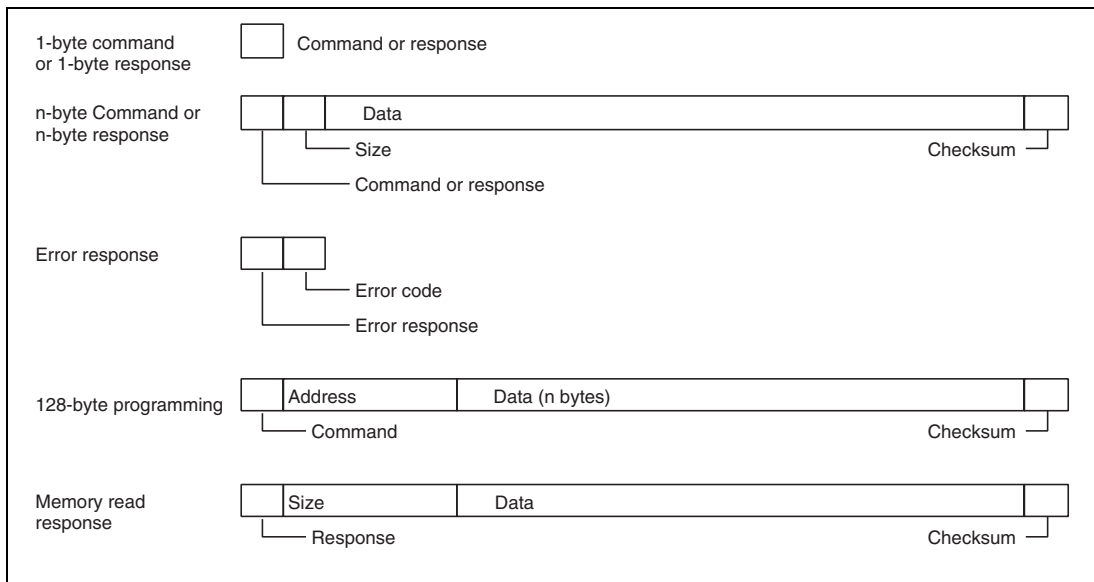 1-byte command
or 1-byte response
Command or response
n-byte Command or
n-byte response
Data
Size
Checksum
Command or response
Error response
Error code
Error response
128-byte programming
Address
Data (n bytes)
Command
Checksum
Memory read
response
Size
Data
Response
Checksum